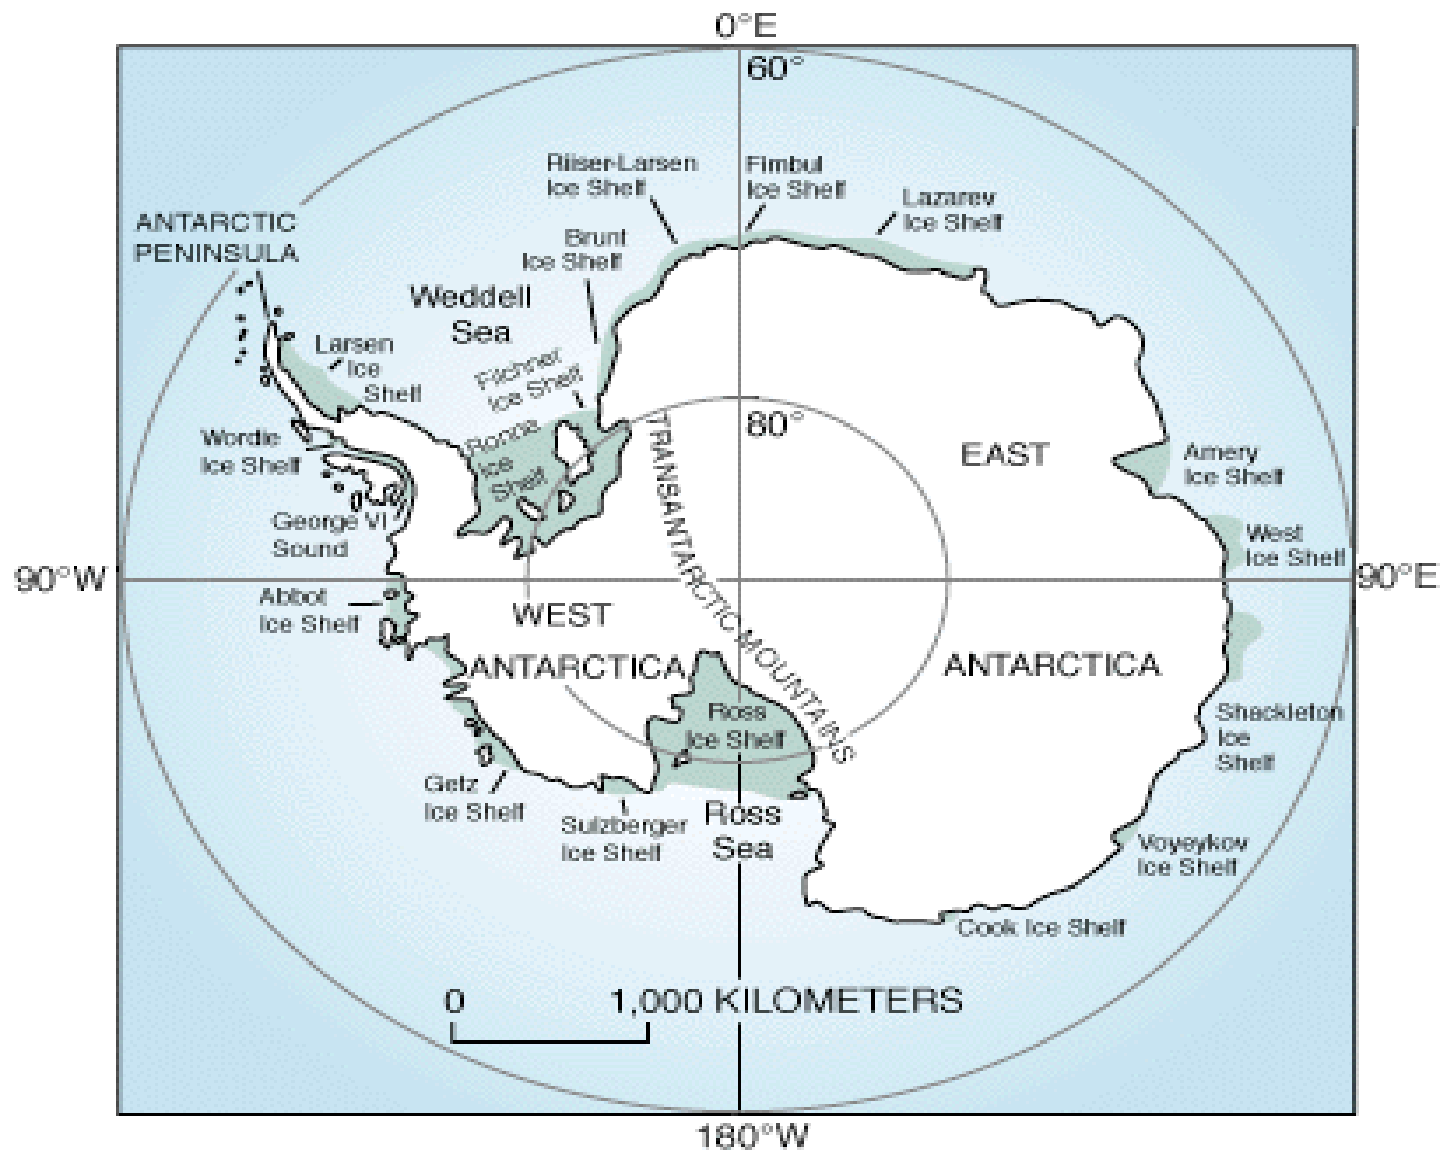 0°E
60°
Riiser-Larsen
Ice Shelf
Fimbul
Ice Shelf
Lazarev
Ice Shelf
ANTARCTIC
PENINSULA
Brunt
Ice Shelf
Weddell
Sea
Larsen
Ice
Shelf
Filchner
Ice Shelf
80°
Ronne
Ice
Shelf
TRANSANTARCTIC MOUNTAINS
Wordie
Ice Shelf
EAST
Amery
Ice Shelf
George VI
Sound
West
Ice Shelf
90°W
90°E
Abbot
Ice Shelf
WEST
ANTARCTICA
ANTARCTICA
Ross
Ice Shelf
Shackleton
Ice
Shelf
Getz
Ice Shelf
Sulzberger
Ice Shelf
Ross
Sea
Voyeykov
Ice Shelf
Cook Ice Shelf
0 1,000 KILOMETERS
180°W